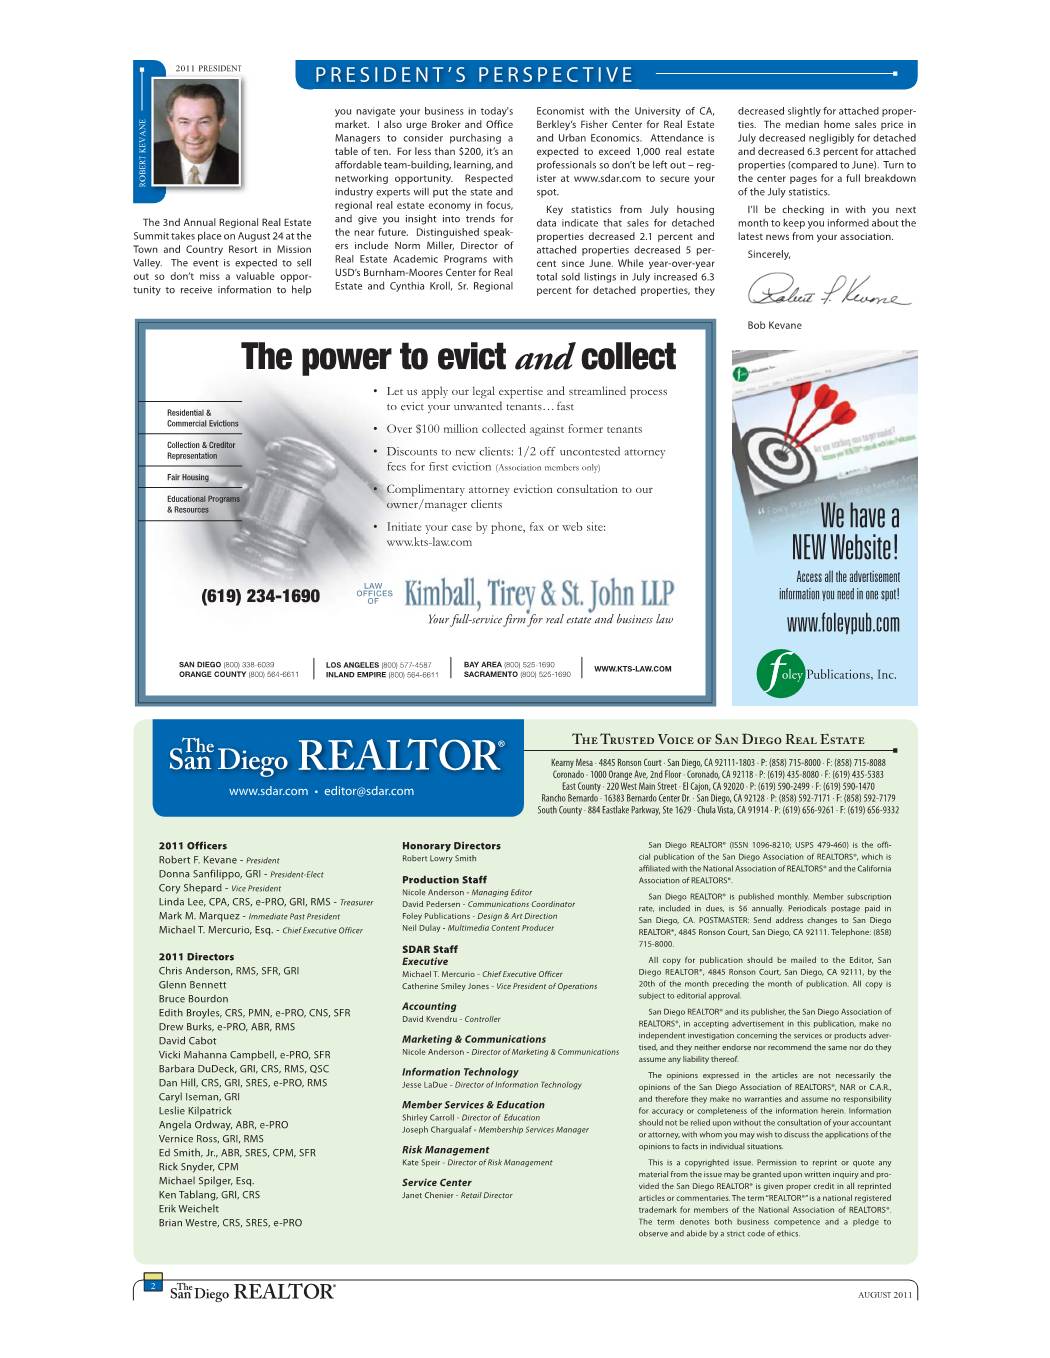 2011 PRESIDENT
ROBERT KEVANE
PRESIDENT'S PERSPECTIVE
The 3nd Annual Regional Real Estate
Summit takes place on August 24 at the
Town and Country Resort in Mission
Valley. The event is expected to sell
out so don't miss a valuable oppor-
tunity to receive information to help
you navigate your business in today's
market. I also urge Broker and Office
Managers to consider purchasing a
table of ten. For less than $200, it's an
affordable team-building, learning, and
networking opportunity. Respected
industry experts will put the state and
regional real estate economy in focus,
and give you insight into trends for
the near future. Distinguished speak-
ers include Norm Miller, Director of
Real Estate Academic Programs with
USD's Burnham-Moores Center for Real
Estate and Cynthia Kroll, Sr. Regional
Economist with the University of CA,
Berkley's Fisher Center for Real Estate
and Urban Economics. Attendance is
expected to exceed 1,000 real estate
professionals so don't be left out – reg-
ister at www.sdar.com to secure your
spot.
Key statistics from July housing
data indicate that sales for detached
properties decreased 2.1 percent and
attached properties decreased 5 per-
cent since June. While year-over-year
total sold listings in July increased 6.3
percent for detached properties, they
decreased slightly for attached proper-
ties. The median home sales price in
July decreased negligibly for detached
and decreased 6.3 percent for attached
properties (compared to June). Turn to
the center pages for a full breakdown
of the July statistics.
I'll be checking in with you next
month to keep you informed about the
latest news from your association.
Sincerely,
Robert F. Kevane
Bob Kevane
The power to evict and collect
Residential &
Commercial Evictions
Collection & Creditor
Representation
Fair Housing
Educational Programs
& Resources
• Let us apply our legal expertise and streamlined process
to evict your unwanted tenants… fast
• Over $100 million collected against former tenants
• Discounts to new clients: 1/2 off uncontested attorney
fees for first eviction (Association members only)
• Complimentary attorney eviction consultation to our
owner/manager clients
• Initiate your case by phone, fax or web site:
www.kts-law.com
(619) 234-1690
LAW
OFFICES
OF
Kimball, Tirey & St. John LLP
Your full-service firm for real estate and business law
SAN DIEGO (800) 338-6039
ORANGE COUNTY (800) 564-6611
LOS ANGELES (800) 577-4587
INLAND EMPIRE (800) 564-6611
BAY AREA (800) 525-1690
SACRAMENTO (800) 525-1690
WWW.KTS-LAW.COM
We have a
NEW Website!
Access all the advertisement
information you need in one spot!
www.foleypub.com
foley Publications, Inc.
The San Diego REALTOR®
www.sdar.com • editor@sdar.com
THE TRUSTED VOICE OF SAN DIEGO REAL ESTATE
Kearny Mesa · 4845 Ronson Court · San Diego, CA 92111-1803 · P: (858) 715-8000 · F: (858) 715-8088
Coronado · 1000 Orange Ave, 2nd Floor · Coronado, CA 92118 · P: (619) 435-8080 · F: (619) 435-5383
East County · 220 West Main Street · El Cajon, CA 92020 · P: (619) 590-2499 · F: (619) 590-1470
Rancho Bernardo · 16383 Bernardo Center Dr. · San Diego, CA 92128 · P: (858) 592-7171 · F: (858) 592-7179
South County · 884 Eastlake Parkway, Ste 1629 · Chula Vista, CA 91914 · P: (619) 656-9261 · F: (619) 656-9332
2011 Officers
Robert F. Kevane - President
Donna Sanfilippo, GRI - President-Elect
Cory Shepard - Vice President
Linda Lee, CPA, CRS, e-PRO, GRI, RMS - Treasurer
Mark M. Marquez - Immediate Past President
Michael T. Mercurio, Esq. - Chief Executive Officer
2011 Directors
Chris Anderson, RMS, SFR, GRI
Glenn Bennett
Bruce Bourdon
Edith Broyles, CRS, PMN, e-PRO, CNS, SFR
Drew Burks, e-PRO, ABR, RMS
David Cabot
Vicki Mahanna Campbell, e-PRO, SFR
Barbara DuDeck, GRI, CRS, RMS, QSC
Dan Hill, CRS, GRI, SRES, e-PRO, RMS
Caryl Iseman, GRI
Leslie Kilpatrick
Angela Ordway, ABR, e-PRO
Vernice Ross, GRI, RMS
Ed Smith, Jr., ABR, SRES, CPM, SFR
Rick Snyder, CPM
Michael Spilger, Esq.
Ken Tablang, GRI, CRS
Erik Weichelt
Brian Westre, CRS, SRES, e-PRO
Honorary Directors
Robert Lowry Smith
Production Staff
Nicole Anderson - Managing Editor
David Pedersen - Communications Coordinator
Foley Publications - Design & Art Direction
Neil Dulay - Multimedia Content Producer
SDAR Staff
Executive
Michael T. Mercurio - Chief Executive Officer
Catherine Smiley Jones - Vice President of Operations
Accounting
David Kvendru - Controller
Marketing & Communications
Nicole Anderson - Director of Marketing & Communications
Information Technology
Jesse LaDue - Director of Information Technology
Member Services & Education
Shirley Carroll - Director of Education
Joseph Chargualaf - Membership Services Manager
Risk Management
Kate Speir - Director of Risk Management
Service Center
Janet Chenier - Retail Director
San Diego REALTOR® (ISSN 1096-8210; USPS 479-460) is the offi-
cial publication of the San Diego Association of REALTORS®, which is
affiliated with the National Association of REALTORS® and the California
Association of REALTORS®.
San Diego REALTOR® is published monthly. Member subscription
rate, included in dues, is $6 annually. Periodicals postage paid in
San Diego, CA. POSTMASTER: Send address changes to San Diego
REALTOR®, 4845 Ronson Court, San Diego, CA 92111. Telephone: (858)
715-8000.
All copy for publication should be mailed to the Editor, San
Diego REALTOR®, 4845 Ronson Court, San Diego, CA 92111, by the
20th of the month preceding the month of publication. All copy is
subject to editorial approval.
San Diego REALTOR® and its publisher, the San Diego Association of
REALTORS®, in accepting advertisement in this publication, make no
independent investigation concerning the services or products adver-
tised, and they neither endorse nor recommend the same nor do they
assume any liability thereof.
The opinions expressed in the articles are not necessarily the
opinions of the San Diego Association of REALTORS®, NAR or C.A.R.,
and therefore they make no warranties and assume no responsibility
for accuracy or completeness of the information herein. Information
should not be relied upon without the consultation of your accountant
or attorney, with whom you may wish to discuss the applications of the
opinions to facts in individual situations.
This is a copyrighted issue. Permission to reprint or quote any
material from the issue may be granted upon written inquiry and pro-
vided the San Diego REALTOR® is given proper credit in all reprinted
articles or commentaries. The term "REALTOR®" is a national registered
trademark for members of the National Association of REALTORS®.
The term denotes both business competence and a pledge to
observe and abide by a strict code of ethics.
2
The San Diego REALTOR®
AUGUST 2011